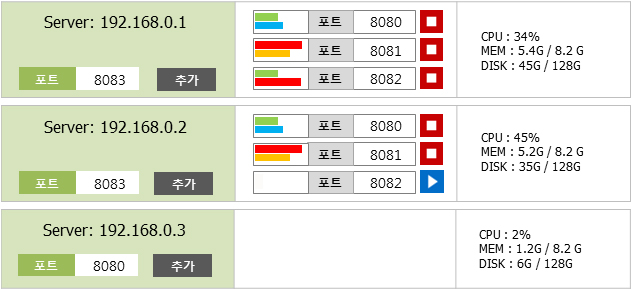 Server: 192.168.0.1
포트 8083 추가
포트 8080
포트 8081
포트 8082
CPU : 34%
MEM : 5.4G / 8.2 G
DISK : 45G / 128G
Server: 192.168.0.2
포트 8083 추가
포트 8080
포트 8081
포트 8082
CPU : 45%
MEM : 5.2G / 8.2 G
DISK : 35G / 128G
Server: 192.168.0.3
포트 8080 추가
CPU : 2%
MEM : 1.2G / 8.2 G
DISK : 6G / 128G